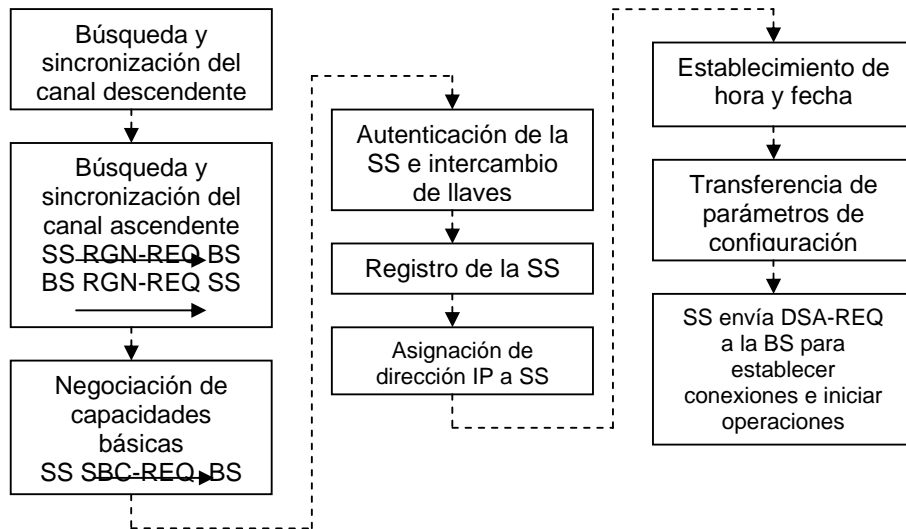 Búsqueda y
sincronización del
canal descendente
Búsqueda y
sincronización del
canal ascendente
SS RGN-REQ BS
BS RGN-REQ SS
Negociación de
capacidades
básicas
SS SBC-REQ BS
Autenticación de la
SS e intercambio
de llaves
Registro de la SS
Asignación de
dirección IP a SS
Establecimiento de
hora y fecha
Transferencia de
parámetros de
configuración
SS envía DSA-REQ
a la BS para
establecer
conexiones e iniciar
operaciones